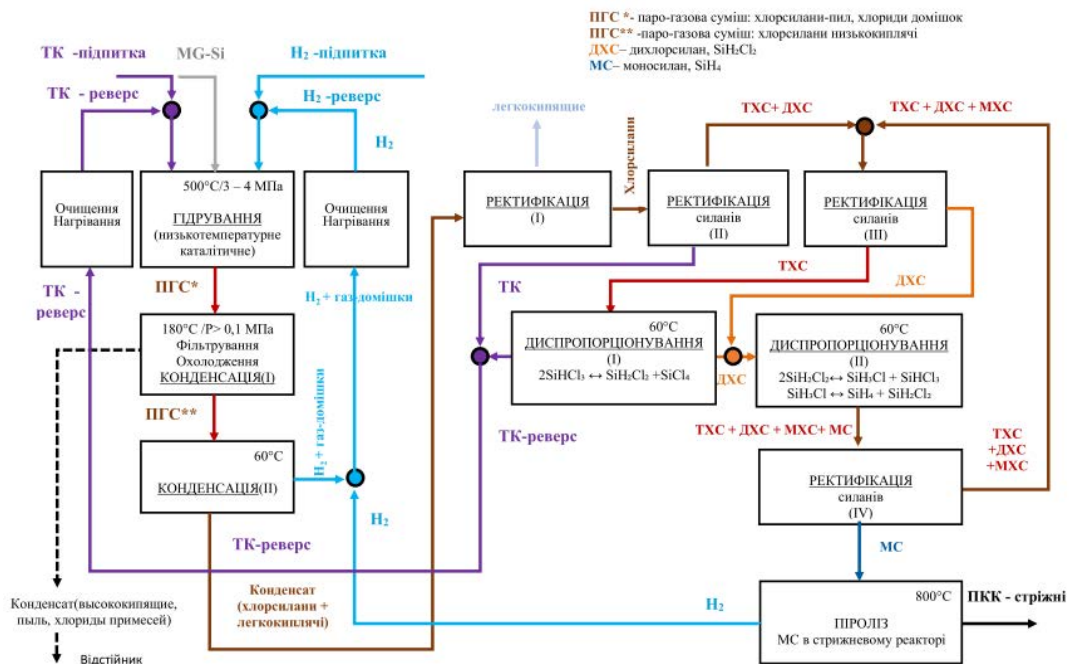 ПГС *- паро-газова суміш: хлорсилани-пил, хлориди домішок
ПГС** -паро-газова суміш: хлорсилани низькокиплячі
ДХС– дихлорсилан, SiH₂Cl₂
МС– моносилан, SiH₄
ТК -підпитка
MG-Si
H₂ -підпитка
ТК - реверс
H₂ -реверс
H₂
легкокипящие
Хлорсилани
ТХС+ ДХС
ТХС + ДХС + МХС
Очищення
Нагрівання
500°C/3 – 4 МПа
ГІДРУВАННЯ
(низькотемпературне
каталітичне)
Очищення
Нагрівання
РЕКТИФІКАЦІЯ
(I)
РЕКТИФІКАЦІЯ
силанів
(II)
РЕКТИФІКАЦІЯ
силанів
(III)
ТК -
реверс
ПГС*
H₂ + газ-домішки
ТК
ТХС
ДХС
180°C /P> 0,1 МПа
Фільтрування
Охолодження
КОНДЕНСАЦІЯ(I)
60°C
ДИСПРОПОРЦІОНУВАННЯ
(I)
2SiHCl₃ ↔ SiH₂Cl₂ +SiCl₄
ДХС
60°C
ДИСПРОПОРЦІОНУВАННЯ
(II)
2SiH₂Cl₂↔ SiH₃Cl + SiHCl₃
SiH₃Cl ↔ SiH₄ + SiH₂Cl₂
ПГС**
H₂ + газ-домішки
ТК-реверс
ТХС + ДХС + МХС+ МС
ТХС
+ДХС
+МХС
60°C
КОНДЕНСАЦІЯ(II)
РЕКТИФІКАЦІЯ
силанів
(IV)
H₂
ТК-реверс
МС
Конденсат(высококипящие,
пыль, хлориды примесей)
Конденсат
(хлорсилани +
легкокиплячі)
H₂
800°C
ПІРОЛІЗ
МС в стрижневому реакторі
ПКК - стріжні
Відстійник